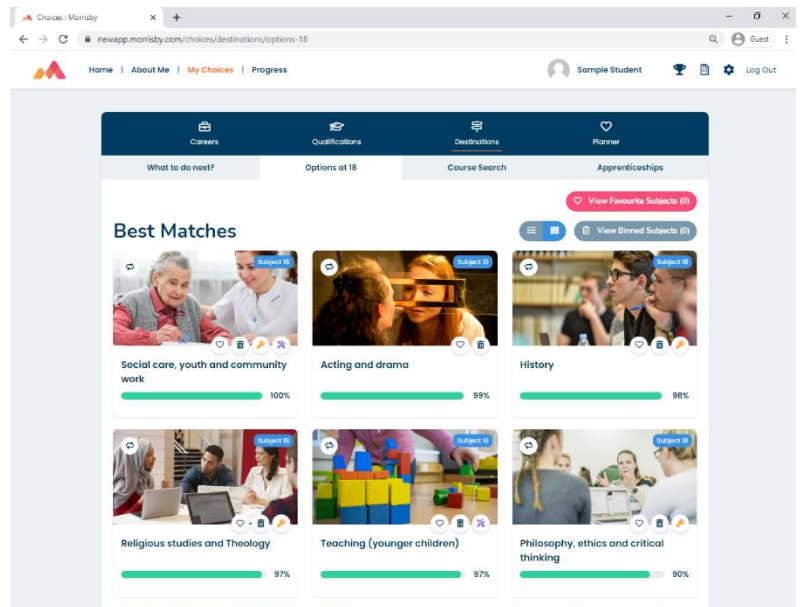 Choices : Morrisby
newapp.morrisby.com/choices/destinations/options-18
Guest
Home | About Me | My Choices | Progress
Sample Student
Log Out
Careers
Qualifications
Destinations
Planner
What to do next?
Options at 18
Course Search
Apprenticeships
View Favourite Subjects (0)
Best Matches
View Binned Subjects (0)
Subject 18
Subject 18
Subject 18
Social care, youth and community
work
100%
Acting and drama
99%
History
98%
Subject 18
Subject 18
Subject 18
Religious studies and Theology
97%
Teaching (younger children)
97%
Philosophy, ethics and critical
thinking
90%